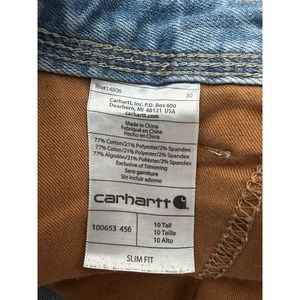 RN#14806 30
Carhartt, Inc. P.O. Box 600
Dearborn, MI 48121 USA
carhartt.com
Made in China
Fabriqué en Chine
Hecho en China
77% Cotton/21% Polyester/2% Spandex
Exclusive of Trimming
77% Coton/21% Polyester/2% Spandex
Sans garniture
77% Algodón/21% Poliéster/2% Spandex
Sin guarnición
carhartt
100653 456
10 Tall
10 Taille
10 Alto
SLIM FIT